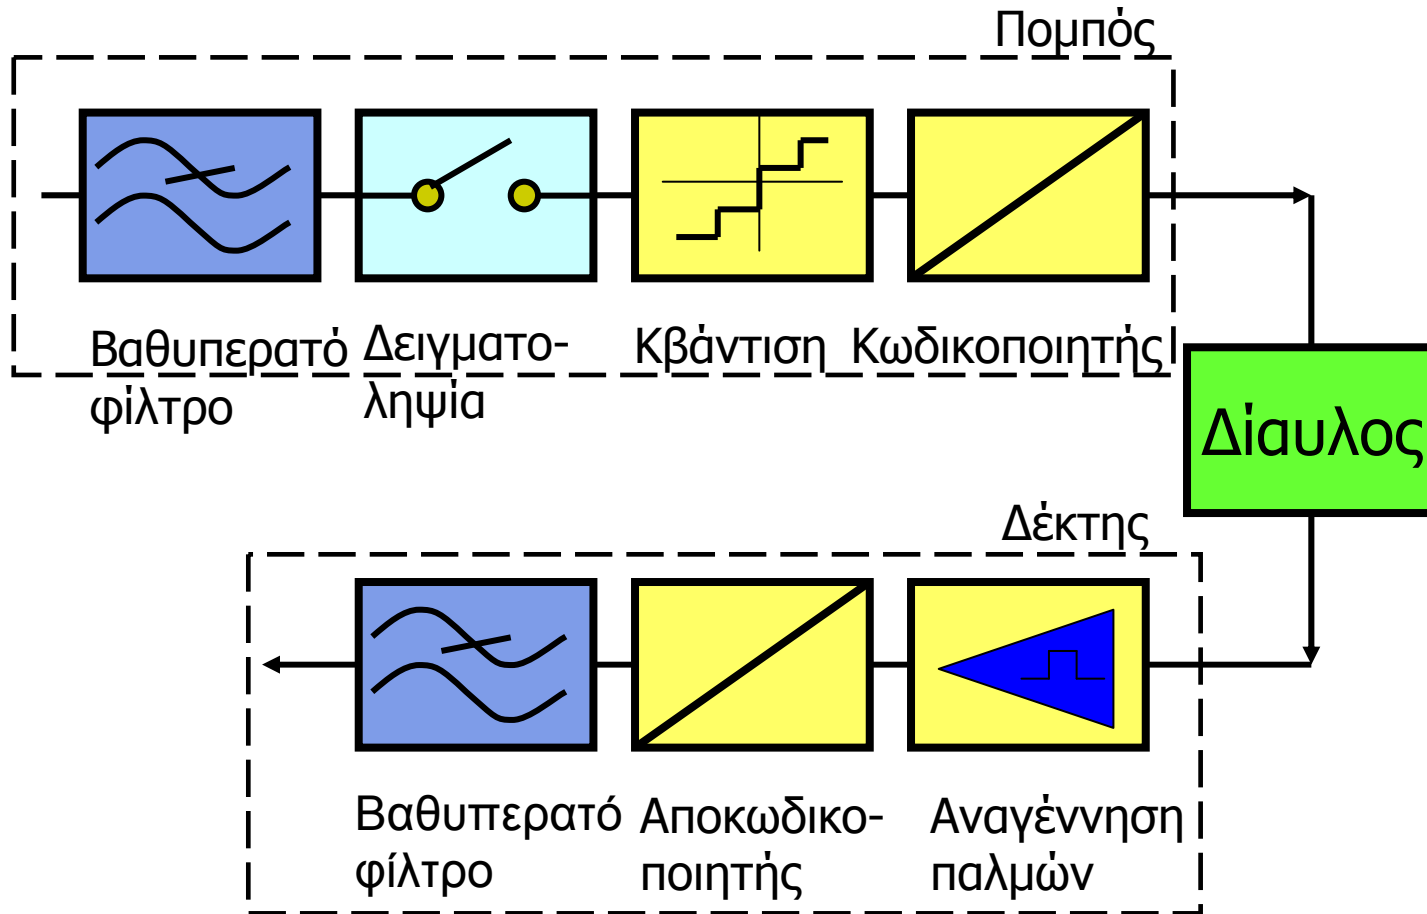 Πομπός
Βαθυπερατό
φίλτρο
Δειγματο-
ληψία
Κβάντιση
Κωδικοποιητής
Δίαυλος
Δέκτης
Βαθυπερατό
φίλτρο
Αποκωδικο-
ποιητής
Αναγέννηση
παλμών